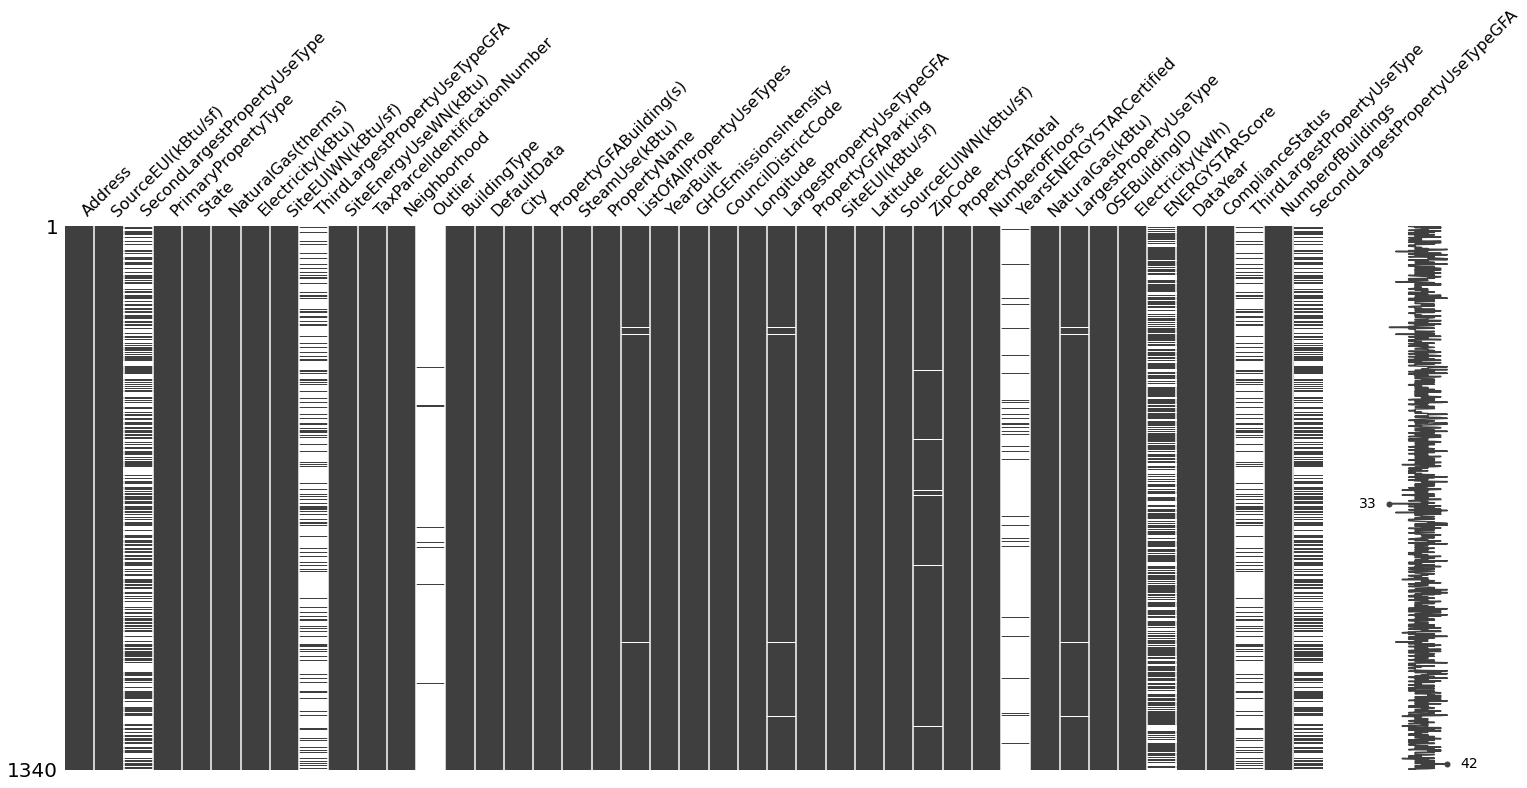 Address
SourceEUI(kBtu/sf)
SecondLargestPropertyUseType
PrimaryPropertyType
State
NaturalGas(therms)
Electricity(kBtu)
SiteEUIWN(kBtu/sf)
ThirdLargestPropertyUseTypeGFA
SiteEnergyUseWN(kBtu)
TaxParcelIdentificationNumber
Neighborhood
Outlier
BuildingType
DefaultData
City
PropertyGFABuilding(s)
SteamUse(kBtu)
PropertyName
ListOfAllPropertyUseTypes
YearBuilt
GHGEmissionsIntensity
CouncilDistrictCode
Longitude
LargestPropertyUseTypeGFA
PropertyGFAParking
SiteEUI(kBtu/sf)
Latitude
SourceEUIWN(kBtu/sf)
ZipCode
PropertyGFATotal
NumberofFloors
YearsENERGYSTARCertified
NaturalGas(kBtu)
LargestPropertyUseType
OSEBuildingID
Electricity(kWh)
ENERGYSTARScore
DataYear
ComplianceStatus
ThirdLargestPropertyUseType
NumberofBuildings
SecondLargestPropertyUseTypeGFA
1
33
42
1340